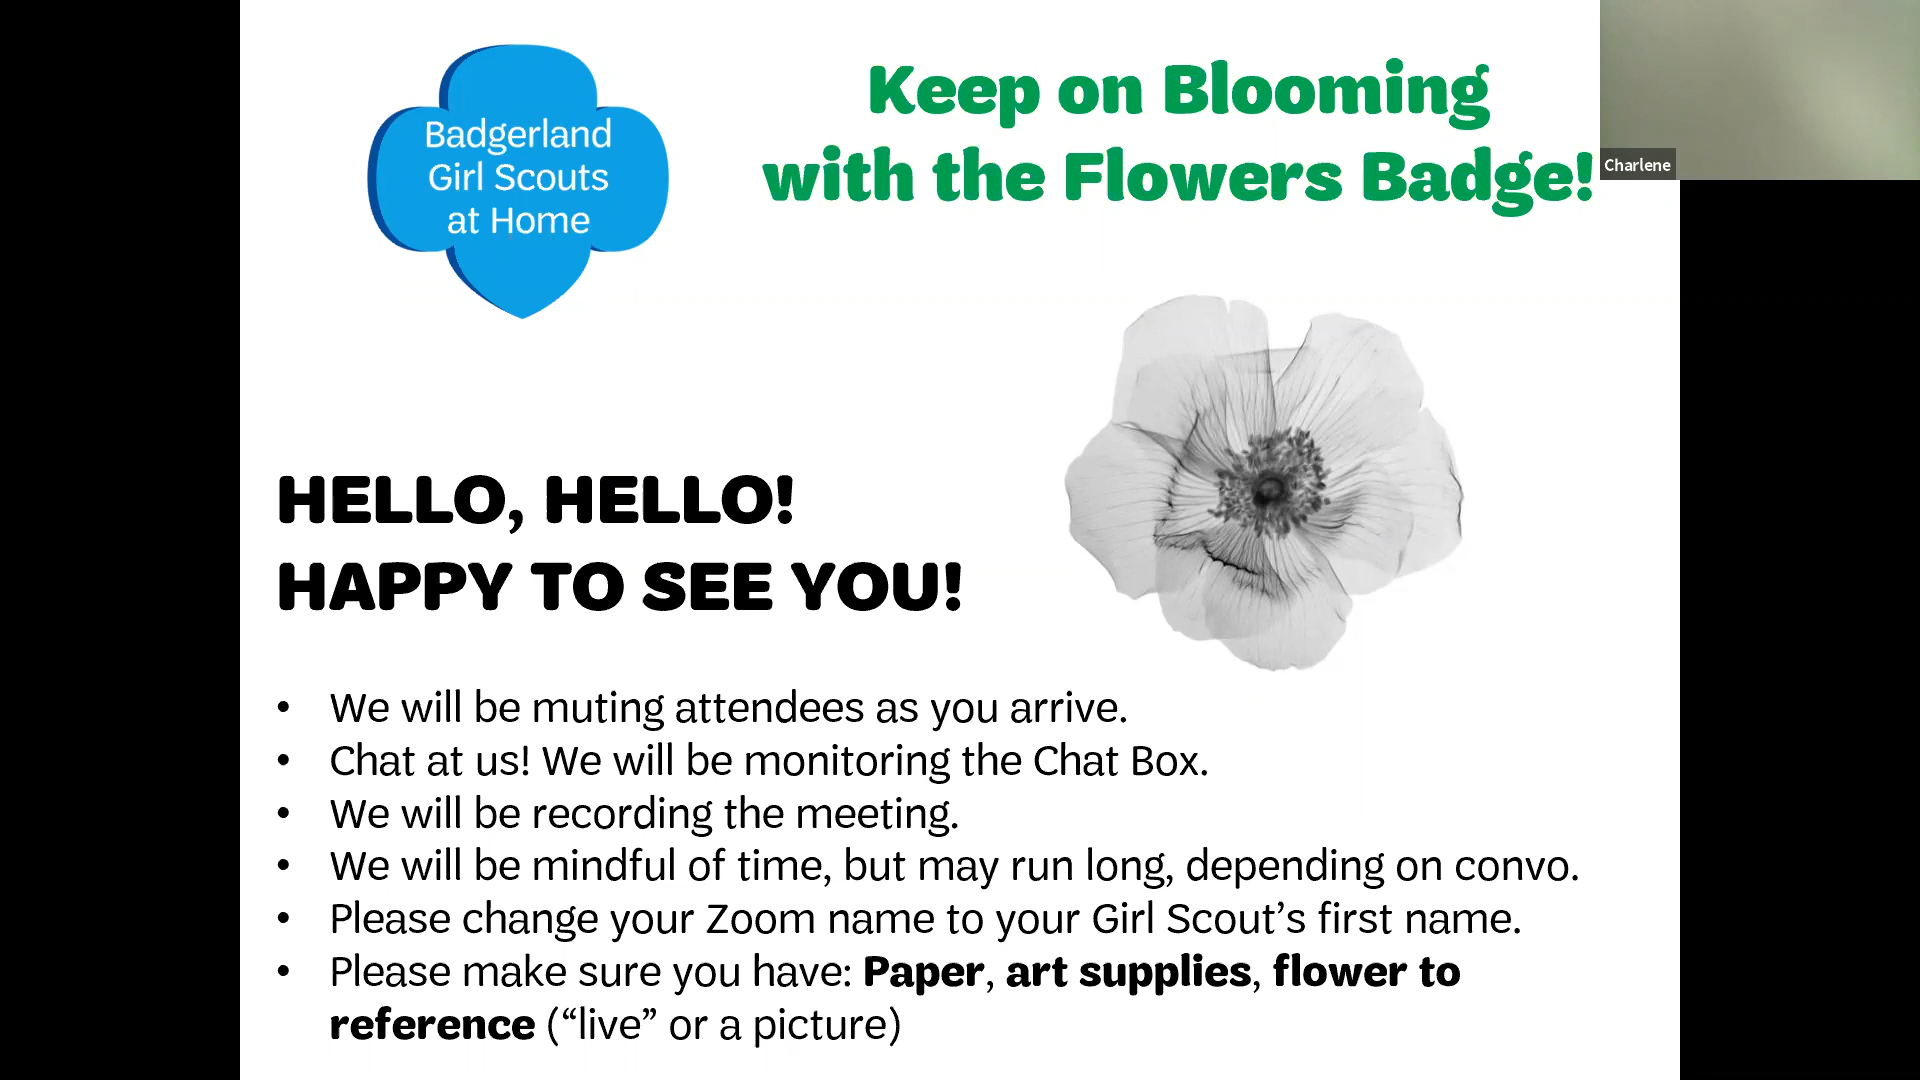 Badgerland
Girl Scouts
at Home
Keep on Blooming
with the Flowers Badge!
Charlene
HELLO, HELLO!
HAPPY TO SEE YOU!
• We will be muting attendees as you arrive.
• Chat at us! We will be monitoring the Chat Box.
• We will be recording the meeting.
• We will be mindful of time, but may run long, depending on convo.
• Please change your Zoom name to your Girl Scout’s first name.
• Please make sure you have: Paper, art supplies, flower to
reference (“live” or a picture)